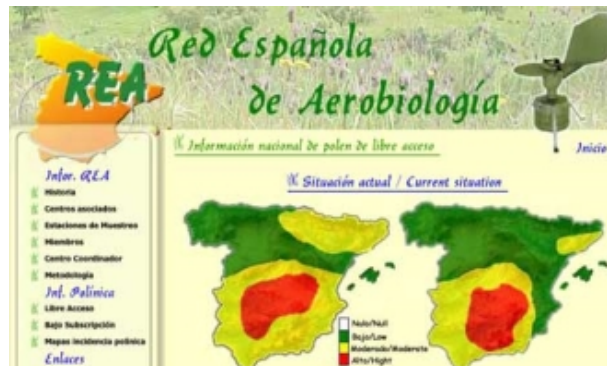 Red Española
de Aerobiología
REA
Información nacional de polen de libre acceso
Inicio
Situación actual / Current situation
Infor. REA
Historia
Centros asociados
Estaciones de Muestreo
Miembros
Centro Coordinador
Metodología
Inf. Polínica
Libre Acceso
Bajo Subscripción
Mapas incidencia polínica
Enlaces
Nulo/Null
Bajo/Low
Moderado/Moderate
Alto/Hight